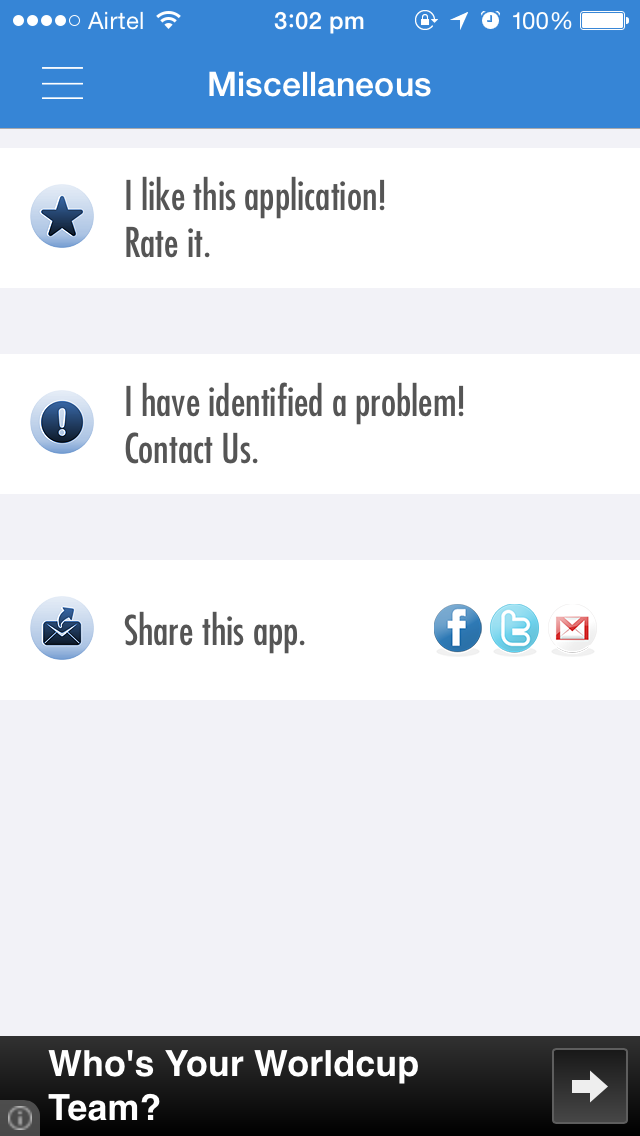 Airtel 3:02 pm 100%
Miscellaneous
I like this application!
Rate it.
I have identified a problem!
Contact Us.
Share this app.
Who's Your Worldcup
Team?